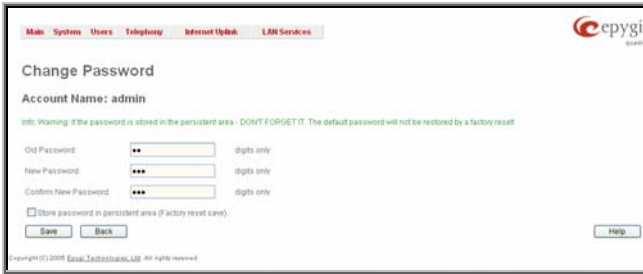 Main System Users Telephony Internet Uplink LAN Services
epygi
Change Password
Account Name: admin
Info: Warning: If the password is stored in the persistent area - DON'T FORGET IT. The default password will not be restored by a factory reset!
Old Password: •• digits only
New Password: ••• digits only
Confirm New Password ••• digits only
Store password in persistent area (Factory reset save).
Save Back Help
Copyright (C) 2005 Epygi Technologies, Ltd. All rights reserved.